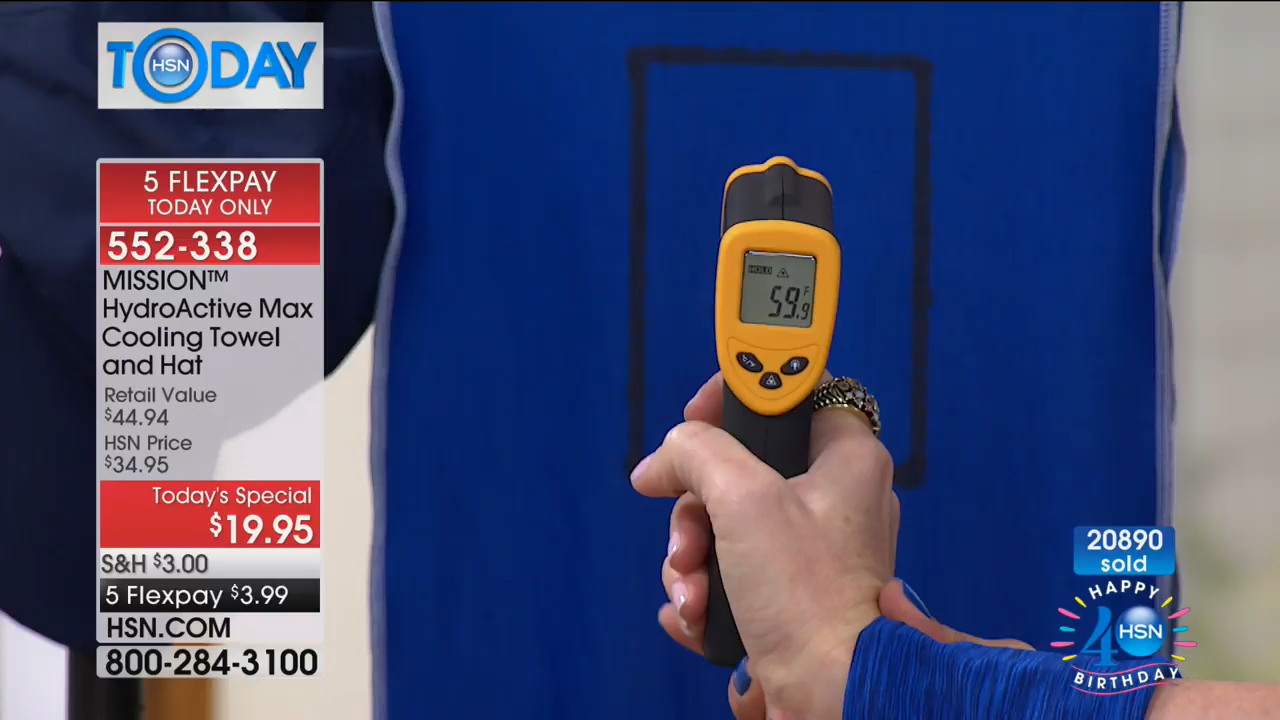 TODAY
HSN
5 FLEXPAY
TODAY ONLY
552-338
MISSION™
HydroActive Max
Cooling Towel
and Hat
Retail Value
$44.94
HSN Price
$34.95
Today's Special
$19.95
S&H $3.00
5 Flexpay $3.99
HSN.COM
800-284-3100
HOLD
59.9 F
20890
sold
HAPPY
40 HSN
BIRTHDAY